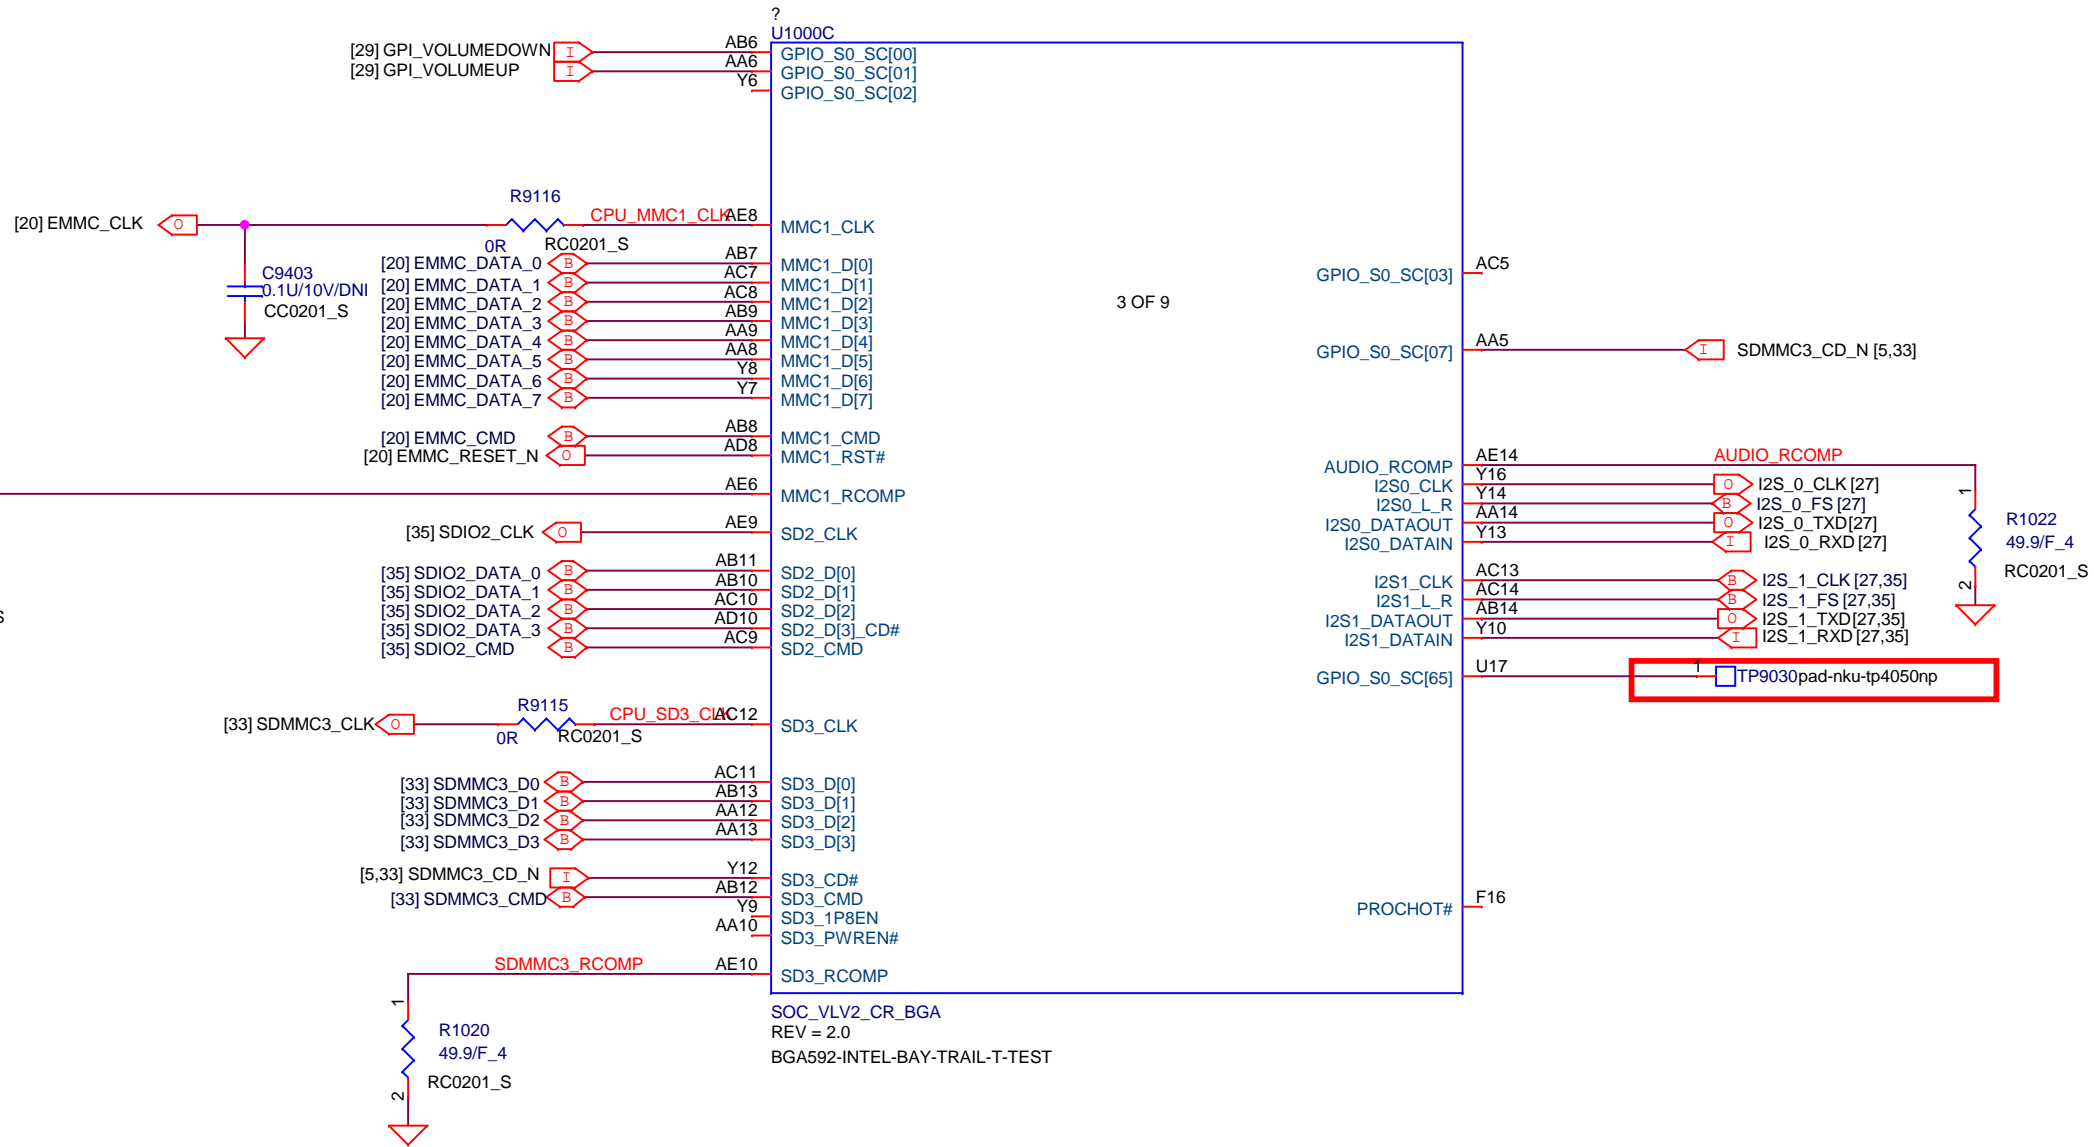 ?
U1000C
[29] GPI_VOLUMEDOWN I AB6 GPIO_S0_SC[00]
[29] GPI_VOLUMEUP I AA6 GPIO_S0_SC[01]
Y6 GPIO_S0_SC[02]
R9116
[20] EMMC_CLK O CPU_MMC1_CLK AE8 MMC1_CLK
0R RC0201_S
C9403
0.1U/10V/DNI
CC0201_S
[20] EMMC_DATA_0 B AB7 MMC1_D[0]
[20] EMMC_DATA_1 B AC7 MMC1_D[1]
[20] EMMC_DATA_2 B AC8 MMC1_D[2]
[20] EMMC_DATA_3 B AB9 MMC1_D[3]
[20] EMMC_DATA_4 B AA9 MMC1_D[4]
[20] EMMC_DATA_5 B AA8 MMC1_D[5]
[20] EMMC_DATA_6 B Y8 MMC1_D[6]
[20] EMMC_DATA_7 B Y7 MMC1_D[7]
[20] EMMC_CMD B AB8 MMC1_CMD
[20] EMMC_RESET_N O AD8 MMC1_RST#
AE6 MMC1_RCOMP
[35] SDIO2_CLK O AE9 SD2_CLK
[35] SDIO2_DATA_0 B AB11 SD2_D[0]
[35] SDIO2_DATA_1 B AB10 SD2_D[1]
[35] SDIO2_DATA_2 B AC10 SD2_D[2]
[35] SDIO2_DATA_3 B AD10 SD2_D[3]_CD#
[35] SDIO2_CMD B AC9 SD2_CMD
S
R9115
[33] SDMMC3_CLK O CPU_SD3_CLK AC12 SD3_CLK
0R RC0201_S
[33] SDMMC3_D0 B AC11 SD3_D[0]
[33] SDMMC3_D1 B AB13 SD3_D[1]
[33] SDMMC3_D2 B AA12 SD3_D[2]
[33] SDMMC3_D3 B AA13 SD3_D[3]
[5,33] SDMMC3_CD_N I Y12 SD3_CD#
[33] SDMMC3_CMD B AB12 SD3_CMD
Y9 SD3_1P8EN
AA10 SD3_PWREN#
SDMMC3_RCOMP AE10 SD3_RCOMP
1
R1020
49.9/F_4
RC0201_S
2
3 OF 9
GPIO_S0_SC[03] AC5
GPIO_S0_SC[07] AA5 I SDMMC3_CD_N [5,33]
AUDIO_RCOMP AE14 AUDIO_RCOMP
I2S0_CLK Y16 O I2S_0_CLK [27]
I2S0_L_R Y14 B I2S_0_FS [27]
I2S0_DATAOUT AA14 O I2S_0_TXD [27]
I2S0_DATAIN Y13 I I2S_0_RXD [27]
1
R1022
49.9/F_4
RC0201_S
2
I2S1_CLK AC13 B I2S_1_CLK [27,35]
I2S1_L_R AC14 B I2S_1_FS [27,35]
I2S1_DATAOUT AB14 O I2S_1_TXD [27,35]
I2S1_DATAIN Y10 I I2S_1_RXD [27,35]
GPIO_S0_SC[65] U17 1 TP9030 pad-nku-tp4050np
PROCHOT# F16
SOC_VLV2_CR_BGA
REV = 2.0
BGA592-INTEL-BAY-TRAIL-T-TEST